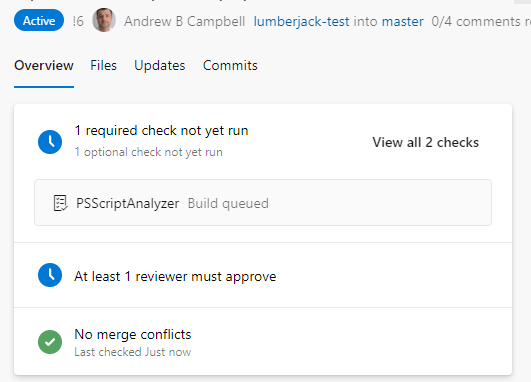 Active !6 Andrew B Campbell lumberjack-test into master 0/4 comments
Overview Files Updates Commits
1 required check not yet run
1 optional check not yet run
View all 2 checks
PSScriptAnalyzer Build queued
At least 1 reviewer must approve
No merge conflicts
Last checked Just now